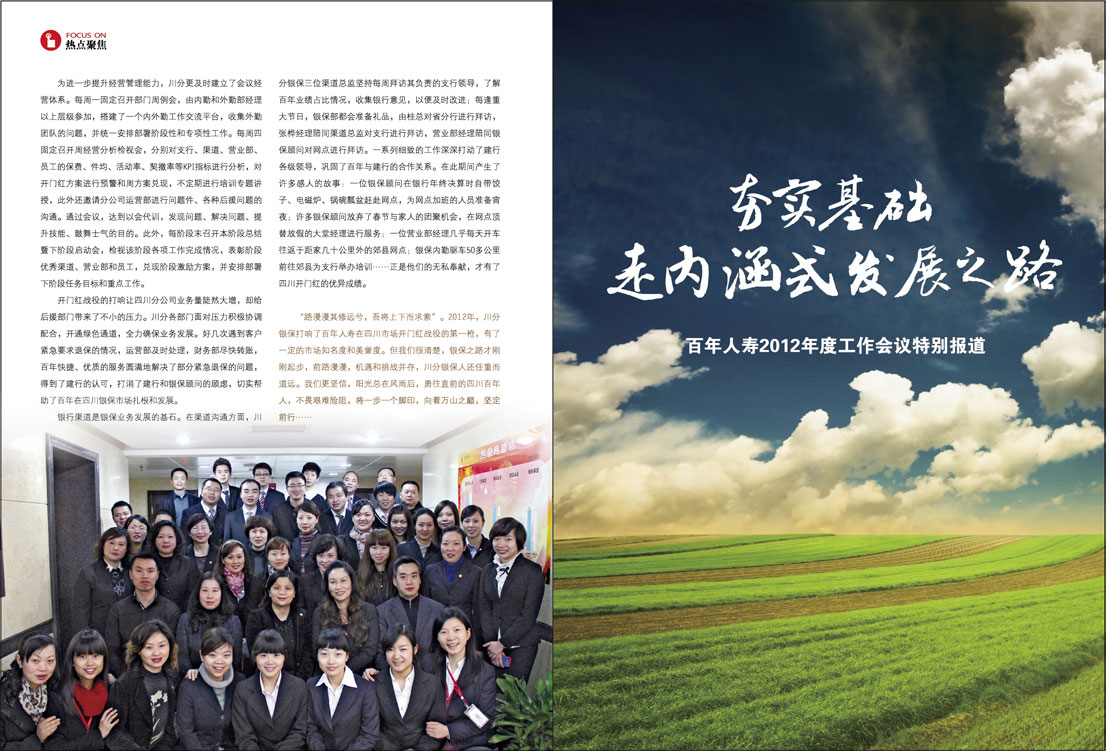 FOCUS ON
热点聚焦
为进一步提升经营管理能力，川分更及时建立了会议经
营体系。每周一固定召开部门周例会，由内勤和外勤部经理
以上层级参加，搭建了一个内外勤工作交流平台，收集外勤
团队的问题，并统一安排部署阶段性和专项性工作。每周四
固定召开周经营分析检视会，分别对支行、渠道、营业部、
员工的保费、件均、活动率、契撤率等KPI指标进行分析，对
开门红方案进行预警和周方案兑现，不定期进行培训专题讲
授，此外还邀请分公司运营部进行问题件、各种后援问题的
沟通。通过会议，达到以会代训，发现问题、解决问题、提
升技能、鼓舞士气的目的。此外，每阶段末召开本阶段总结
暨下阶段启动会，检视该阶段各项工作完成情况，表彰阶段
优秀渠道、营业部和员工，兑现阶段激励方案，并安排部署
下阶段任务目标和重点工作。
开门红战役的打响让四川分公司业务量陡然大增，却给
后援部门带来了不小的压力。川分各部门面对压力积极协调
配合，开通绿色通道，全力确保业务发展。好几次遇到客户
紧急要求退保的情况，运营部及时处理，财务部尽快转账，
百年快捷、优质的服务圆满地解决了部分紧急退保的问题，
得到了建行的认可，打消了建行和银保顾问的顾虑，切实帮
助了百年在四川银保市场扎根和发展。
银行渠道是银保业务发展的基石。在渠道沟通方面，川
分银保三位渠道总监坚持每周拜访其负责的支行领导，了解
百年业绩占比情况，收集银行意见，以便及时改进；每逢重
大节日，银保部都会准备礼品，由桂总对省分行进行拜访，
张桦经理陪同渠道总监对支行进行拜访，营业部经理陪同银
保顾问对网点进行拜访。一系列细致的工作深深打动了建行
各级领导，巩固了百年与建行的合作关系。在此期间产生了
许多感人的故事：一位银保顾问在银行年终决算时自带饺
子、电磁炉、锅碗瓢盆赶赴网点，为网点加班的人员准备宵
夜；许多银保顾问放弃了春节与家人的团聚机会，在网点顶
替放假的大堂经理进行服务；一位营业部经理几乎每天开车
往返于距家几十公里外的郊县网点；银保内勤驱车50多公里
前往郊县为支行举办培训……正是他们的无私奉献，才有了
四川开门红的优异成绩。
“路漫漫其修远兮，吾将上下而求索”。2012年，川分
银保打响了百年人寿在四川市场开门红战役的第一枪，有了
一定的市场知名度和美誉度。但我们很清楚，银保之路才刚
刚起步，前路漫漫，机遇和挑战并存，川分银保人还任重而
道远。我们更坚信，阳光总在风雨后，勇往直前的四川百年
人，不畏艰难险阻，将一步一个脚印，向着万山之巅，坚定
前行……
夯实基础
走内涵式发展之路
百年人寿2012年度工作会议特别报道